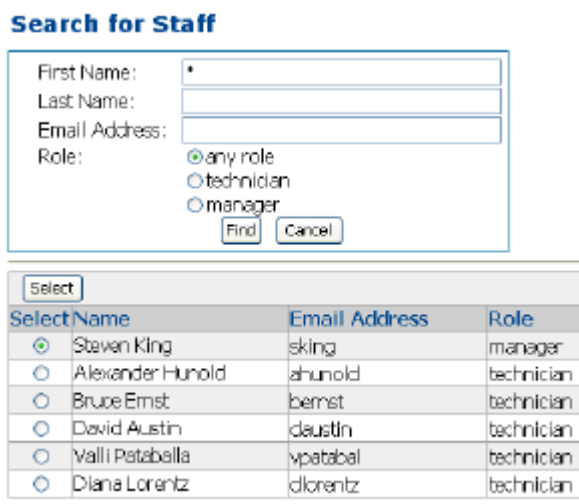 Search for Staff
First Name: *
Last Name:
Email Address:
Role: any role
technician
manager
Find Cancel
Select
Select Name Email Address Role
Steven King sking manager
Alexander Hunold ahunold technician
Bruce Ernst bernst technician
David Austin daustin technician
Valli Pataballa vpatabal technician
Diana Lorentz dlorentz technician